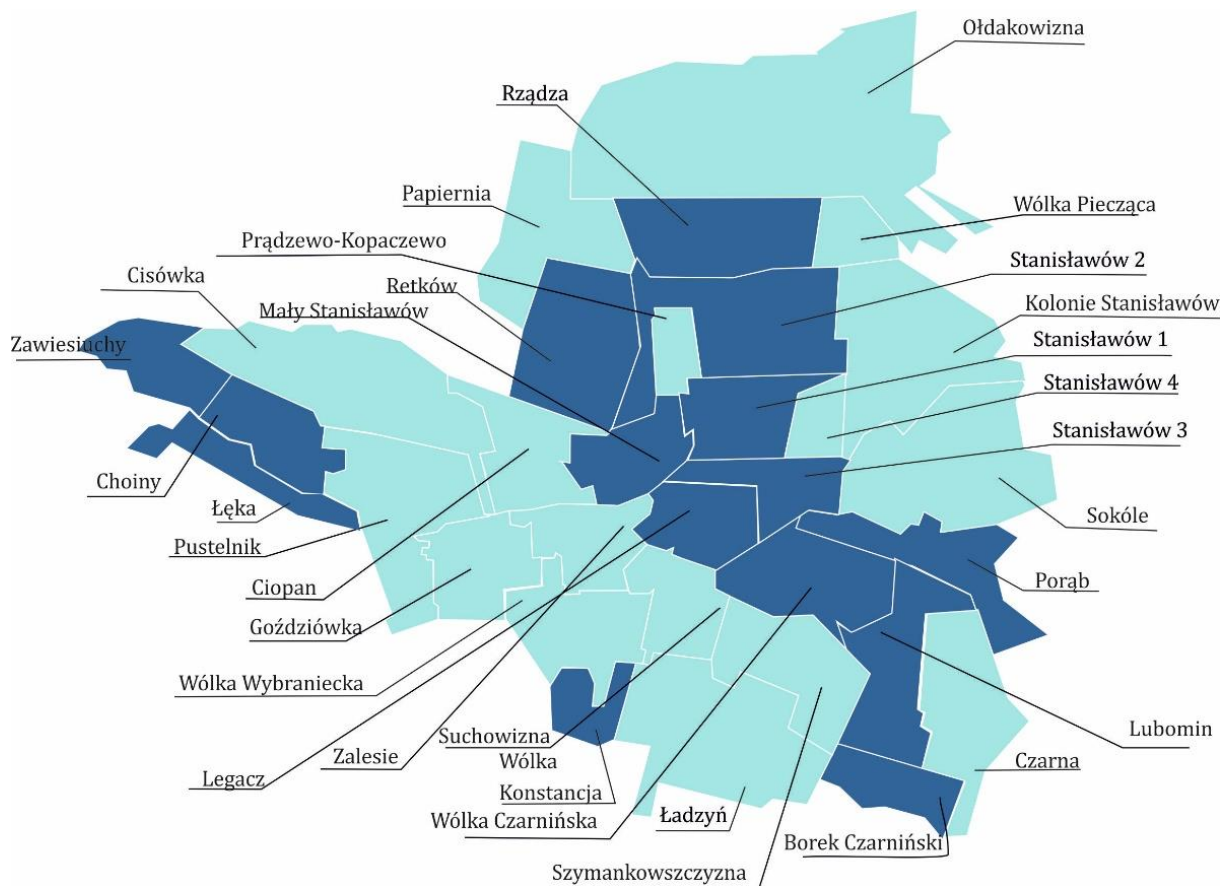 Ołdakowizna
Rządza
Papiernia
Wólka Piecząca
Prądzewo-Kopaczewo
Stanisławów 2
Cisówka
Retków
Kolonie Stanisławów
Mały Stanisławów
Stanisławów 1
Zawiesiuchy
Stanisławów 4
Stanisławów 3
Choiny
Łęka
Sokóle
Pustelnik
Ciopan
Porąb
Goździówka
Wólka Wybraniecka
Suchowizna
Lubomin
Zalesie
Wólka
Czarna
Legacz
Konstancja
Wólka Czarnińska
Ładzyń
Borek Czarniński
Szymankowszczyzna